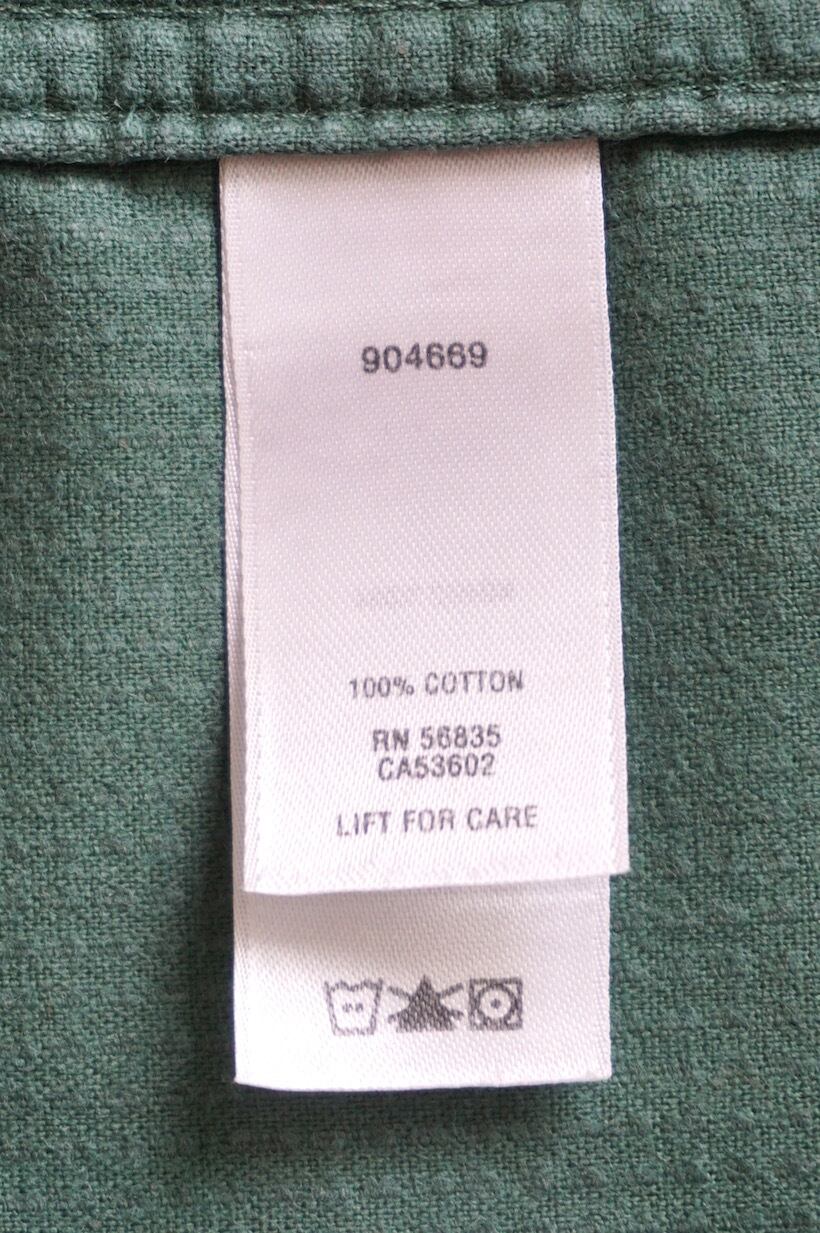 904669
100% COTTON
RN 56835
CA53602
LIFT FOR CARE